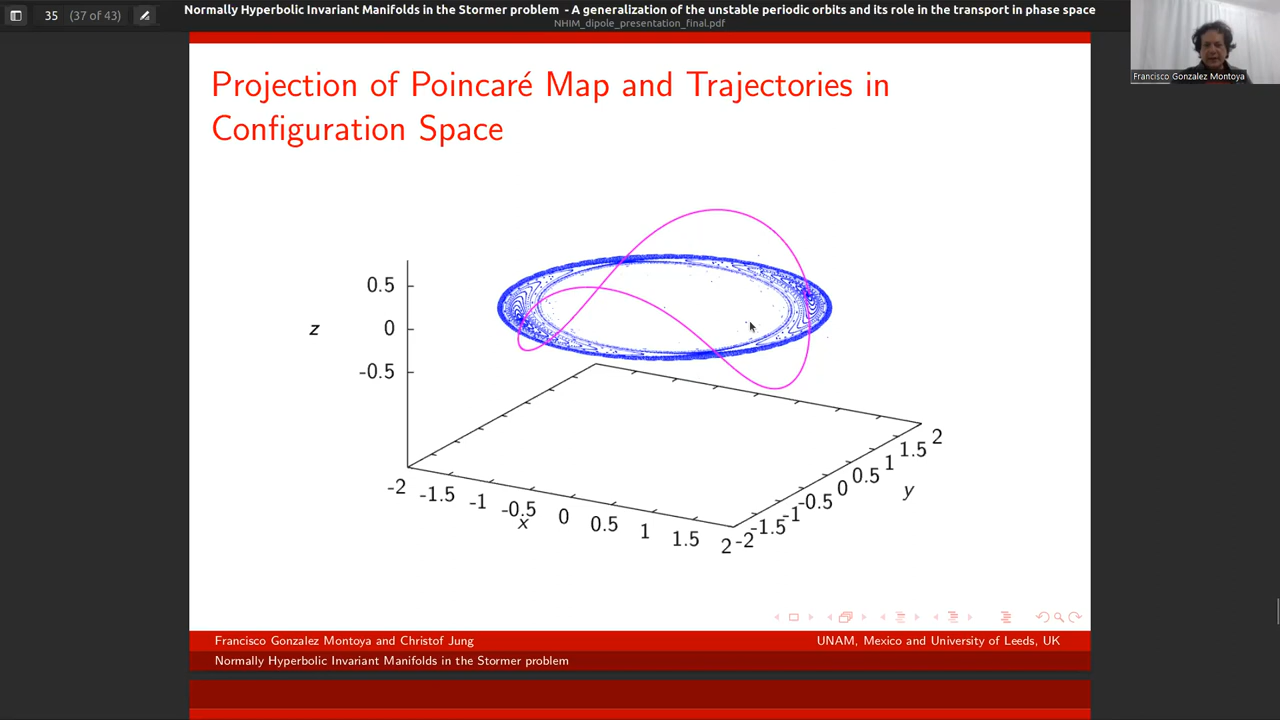 35 (37 of 43)
Normally Hyperbolic Invariant Manifolds in the Stormer problem - A generalization of the unstable periodic orbits and its role in the transport in phase space
NHIM_dipole_presentation_final.pdf
Francisco Gonzalez Montoya
Projection of Poincaré Map and Trajectories in
Configuration Space
0.5
z 0
-0.5
-2 -1.5 -1 -0.5 0 0.5 1 1.5 2
x
-2 -1.5 -1 -0.5 0 0.5 1 1.5 2
y
Francisco Gonzalez Montoya and Christof Jung UNAM, Mexico and University of Leeds, UK
Normally Hyperbolic Invariant Manifolds in the Stormer problem